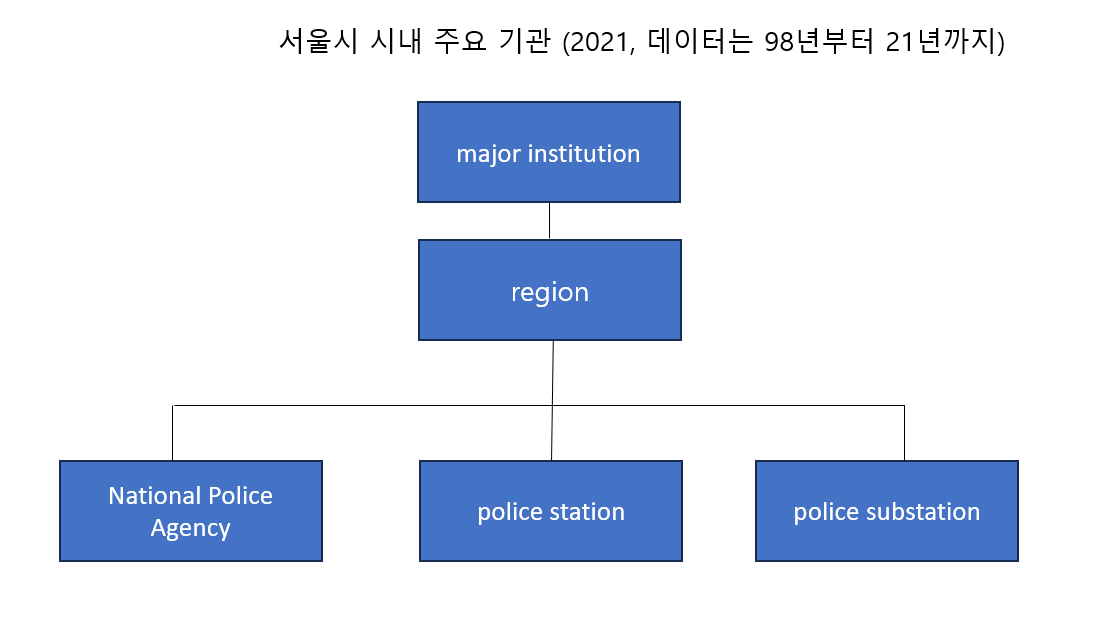 서울시 시내 주요 기관 (2021, 데이터는 98년부터 21년까지)
major institution
region
National Police
Agency
police station
police substation